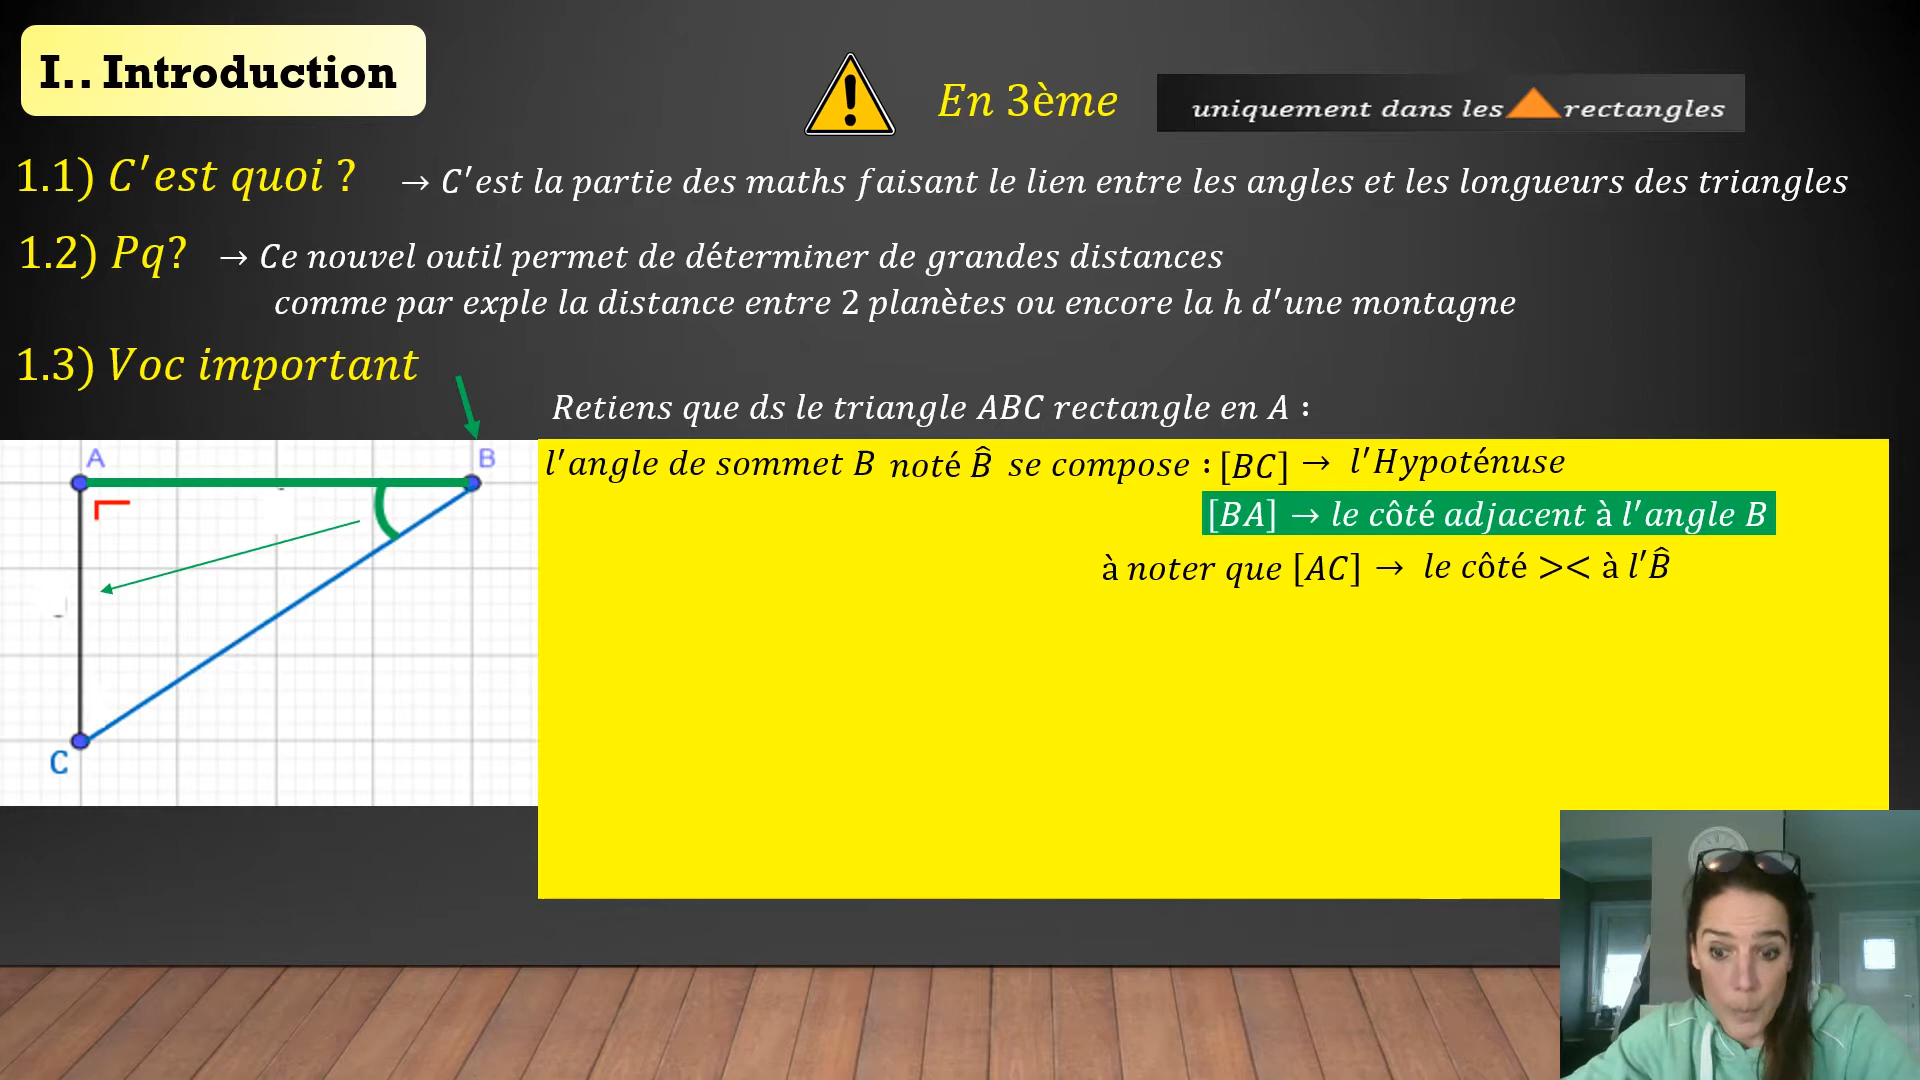 I.. Introduction
En 3ème uniquement dans les rectangles
1.1) C'est quoi ? → C'est la partie des maths faisant le lien entre les angles et les longueurs des triangles
1.2) Pq? → Ce nouvel outil permet de déterminer de grandes distances
comme par exple la distance entre 2 planètes ou encore la h d'une montagne
1.3) Voc important
Retiens que ds le triangle ABC rectangle en A :
A
B
C
l'angle de sommet B noté B̂ se compose : [BC] → l'Hypoténuse
[BA] → le côté adjacent à l'angle B
à noter que [AC] → le côté >< à l'B̂